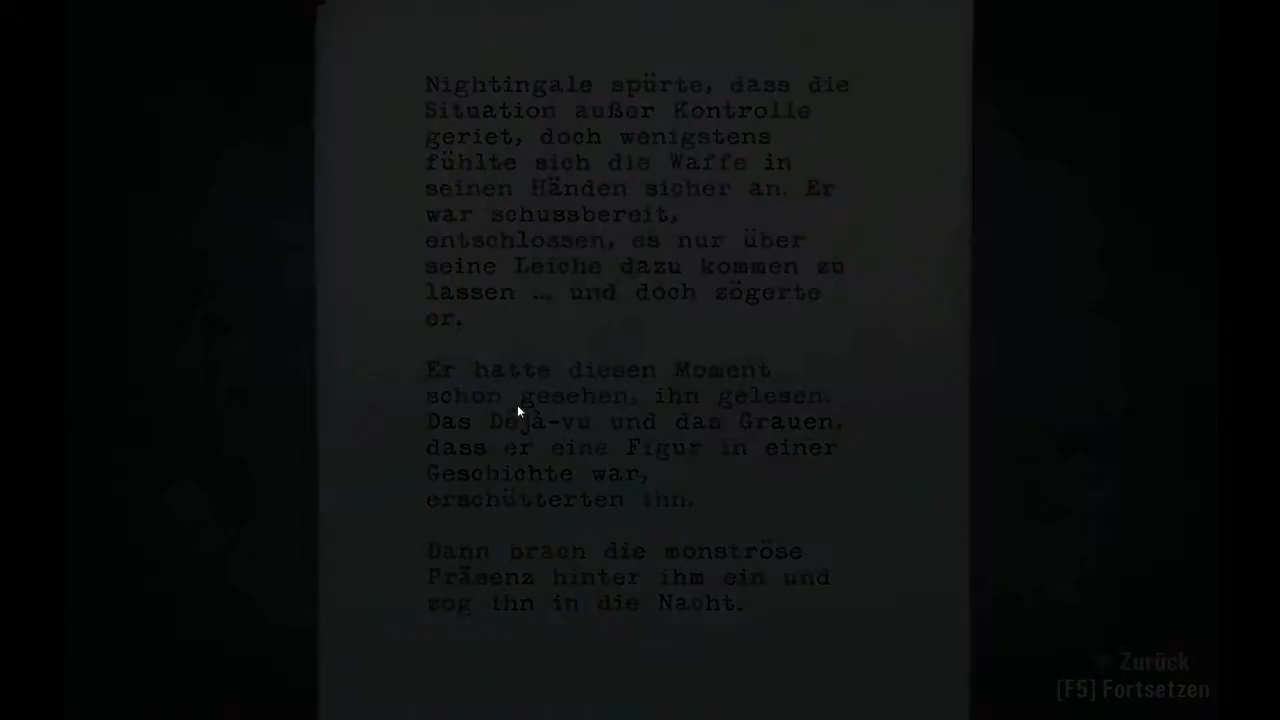 Nightingale spürte, dass die
Situation außer Kontrolle
geriet, doch wenigstens
fühlte sich die Waffe in
seinen Händen sicher an. Er
war schussbereit,
entschlossen, es nur über
seine Leiche dazu kommen zu
lassen … und doch zögerte
er.
Er hatte diesen Moment
schon gesehen, ihn gelesen.
Das Déjà-vu und das Grauen,
dass er eine Figur in einer
Geschichte war,
erschütterten ihn.
Dann brach die monströse
Präsenz hinter ihm ein und
zog ihn in die Nacht.
Zurück
[F5] Fortsetzen